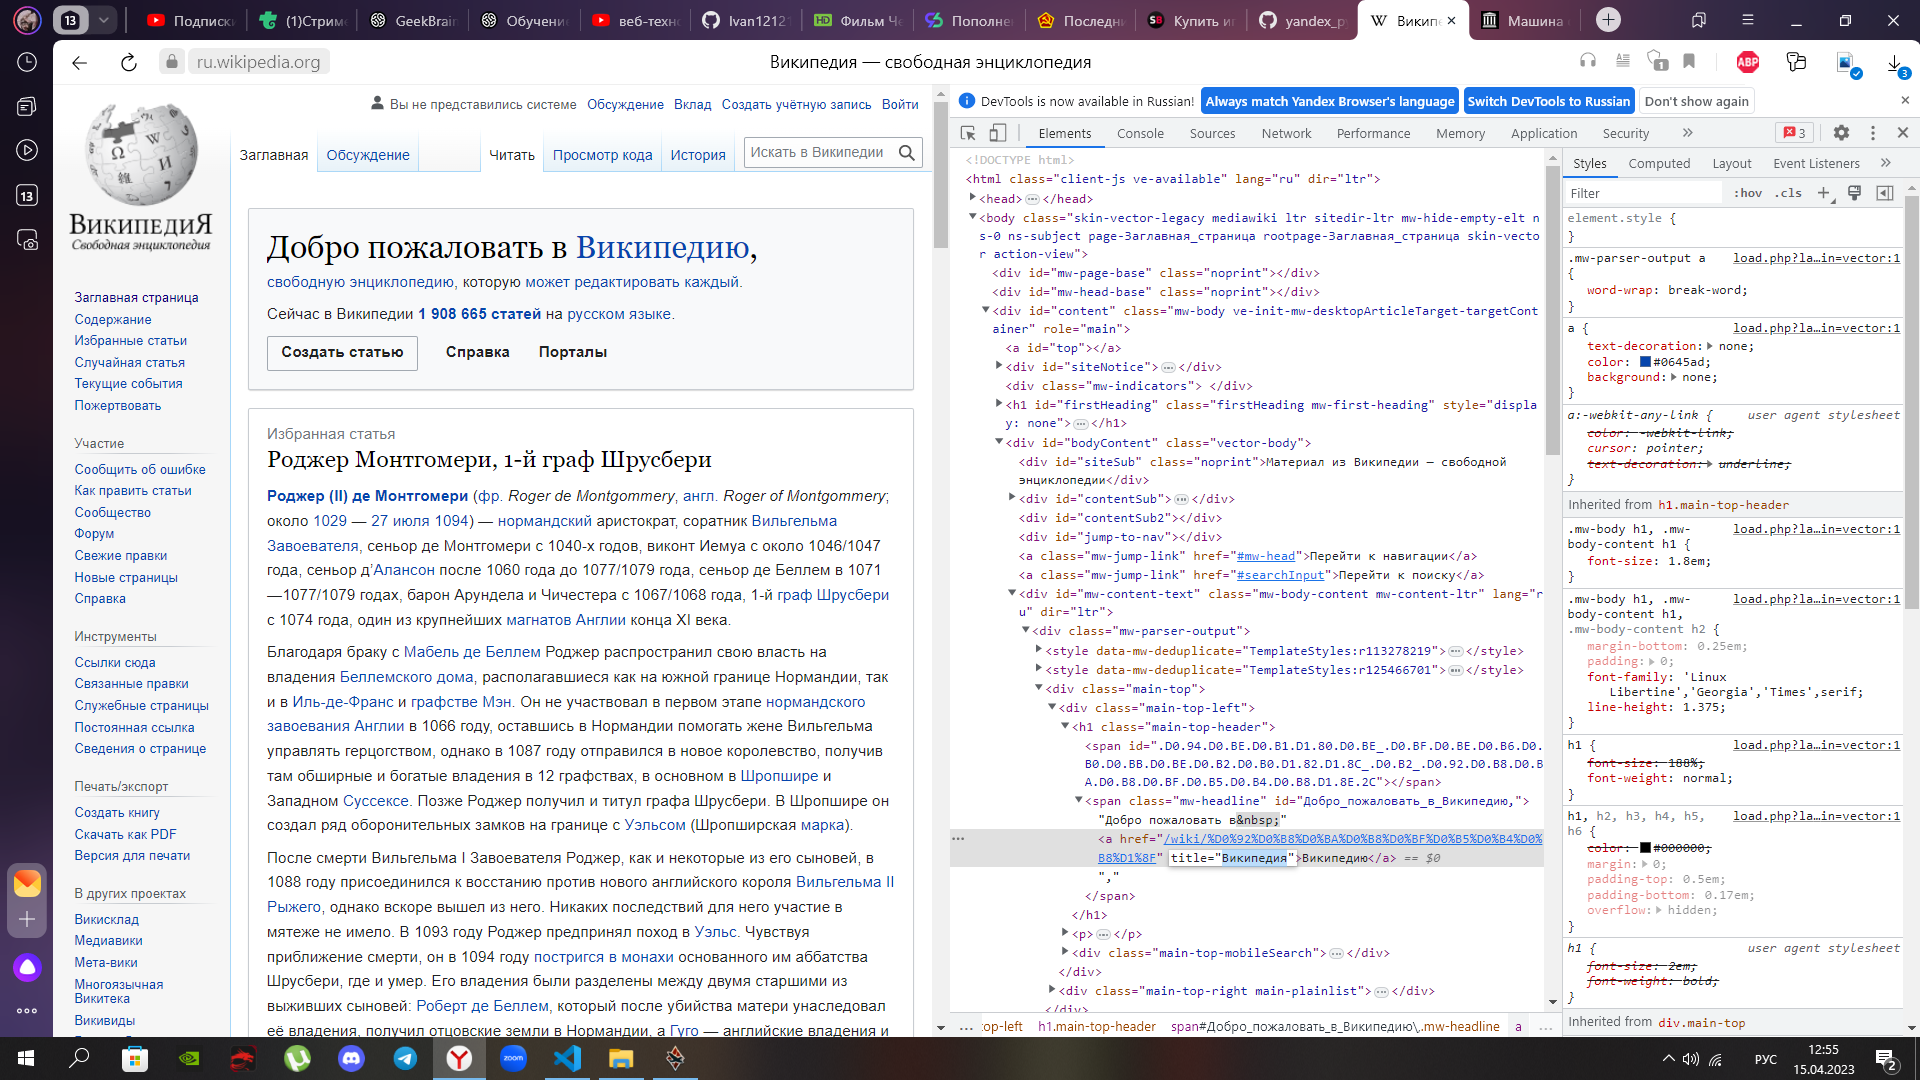 13
Подписки
(1)Стриме
GeekBrain
Обучение
веб-техно
Ivan12121
Фильм Че
Пополнен
Последни
Купить иг
yandex_py
Википе
Машина
ru.wikipedia.org
Википедия — свободная энциклопедия
1
ABP
3
13
ВикипедиЯ
Свободная энциклопедия
Вы не представились системе Обсуждение Вклад Создать учётную запись Войти
Заглавная Обсуждение Читать Просмотр кода История Искать в Википедии
Заглавная страница
Содержание
Избранные статьи
Случайная статья
Текущие события
Пожертвовать
Участие
Сообщить об ошибке
Как править статьи
Сообщество
Форум
Свежие правки
Новые страницы
Справка
Инструменты
Ссылки сюда
Связанные правки
Служебные страницы
Постоянная ссылка
Сведения о странице
Печать/экспорт
Создать книгу
Скачать как PDF
Версия для печати
В других проектах
Викисклад
Медиавики
Мета-вики
Многоязычная
Викитека
Викивиды
Добро пожаловать в Википедию,
свободную энциклопедию, которую может редактировать каждый.
Сейчас в Википедии 1 908 665 статей на русском языке.
Создать статью Справка Порталы
Избранная статья
Роджер Монтгомери, 1-й граф Шрусбери
Роджер (II) де Монтгомери (фр. Roger de Montgommery, англ. Roger of Montgommery;
около 1029 — 27 июля 1094) — нормандский аристократ, соратник Вильгельма
Завоевателя, сеньор де Монтгомери с 1040-х годов, виконт Иемуа с около 1046/1047
года, сеньор д’Алансон после 1060 года до 1077/1079 года, сеньор де Беллем в 1071
—1077/1079 годах, барон Арундела и Чичестера с 1067/1068 года, 1-й граф Шрусбери
с 1074 года, один из крупнейших магнатов Англии конца XI века.
Благодаря браку с Мабель де Беллем Роджер распространил свою власть на
владения Беллемского дома, располагавшиеся как на южной границе Нормандии, так
и в Иль-де-Франс и графстве Мэн. Он не участвовал в первом этапе нормандского
завоевания Англии в 1066 году, оставшись в Нормандии помогать жене Вильгельма
управлять герцогством, однако в 1087 году отправился в новое королевство, получив
там обширные и богатые владения в 12 графствах, в основном в Шропшире и
Западном Суссексе. Позже Роджер получил и титул графа Шрусбери. В Шропшире он
создал ряд оборонительных замков на границе с Уэльсом (Шропширская марка).
После смерти Вильгельма I Завоевателя Роджер, как и некоторые из его сыновей, в
1088 году присоединился к восстанию против нового английского короля Вильгельма II
Рыжего, однако вскоре вышел из него. Никаких последствий для него участие в
мятеже не имело. В 1093 году Роджер предпринял поход в Уэльс. Чувствуя
приближение смерти, он в 1094 году постригся в монахи основанного им аббатства
Шрусбери, где и умер. Его владения были разделены между двумя старшими из
выживших сыновей: Роберт де Беллем, который после убийства матери унаследовал
её владения, получил отцовские земли в Нормандии, а Гуго — английские владения и
DevTools is now available in Russian! Always match Yandex Browser's language Switch DevTools to Russian Don't show again
Elements Console Sources Network Performance Memory Application Security » 3
<!DOCTYPE html>
<html class="client-js ve-available" lang="ru" dir="ltr">
<head>…</head>
<body class="skin-vector-legacy mediawiki ltr sitedir-ltr mw-hide-empty-elt n
s-0 ns-subject page-Заглавная_страница rootpage-Заглавная_страница skin-vecto
r action-view">
<div id="mw-page-base" class="noprint"></div>
<div id="mw-head-base" class="noprint"></div>
<div id="content" class="mw-body ve-init-mw-desktopArticleTarget-targetCont
ainer" role="main">
<a id="top"></a>
<div id="siteNotice">…</div>
<div class="mw-indicators"> </div>
<h1 id="firstHeading" class="firstHeading mw-first-heading" style="displa
y: none">…</h1>
<div id="bodyContent" class="vector-body">
<div id="siteSub" class="noprint">Материал из Википедии — свободной
энциклопедии</div>
<div id="contentSub">…</div>
<div id="contentSub2"></div>
<div id="jump-to-nav"></div>
<a class="mw-jump-link" href="#mw-head">Перейти к навигации</a>
<a class="mw-jump-link" href="#searchInput">Перейти к поиску</a>
<div id="mw-content-text" class="mw-body-content mw-content-ltr" lang="r
u" dir="ltr">
<div class="mw-parser-output">
<style data-mw-deduplicate="TemplateStyles:r113278219">…</style>
<style data-mw-deduplicate="TemplateStyles:r125466701">…</style>
<div class="main-top">
<div class="main-top-left">
<h1 class="main-top-header">
<span id=".D0.94.D0.BE.D0.B1.D1.80.D0.BE_.D0.BF.D0.BE.D0.B6.D0.
B0.D0.BB.D0.BE.D0.B2.D0.B0.D1.82.D1.8C_.D0.B2_.D0.92.D0.B8.D0.B
A.D0.B8.D0.BF.D0.B5.D0.B4.D0.B8.D1.8E.2C"></span>
<span class="mw-headline" id="Добро_пожаловать_в_Википедию,">
"Добро пожаловать в&nbsp;"
<a href="/wiki/%D0%92%D0%B8%D0%BA%D0%B8%D0%BF%D0%B5%D0%B4%D0%
B8%D1%8F" title="Википедия">Википедию</a> == $0
","
</span>
</h1>
<p>…</p>
<div class="main-top-mobileSearch">…</div>
</div>
<div class="main-top-right main-plainlist">…</div>
</div>
… :op-left h1.main-top-header span#Добро_пожаловать_в_Википедию\,.mw-headline a …
Styles Computed Layout Event Listeners »
Filter :hov .cls +
element.style {
}
.mw-parser-output a load.php?la…in=vector:1
{
word-wrap: break-word;
}
a { load.php?la…in=vector:1
text-decoration: none;
color: #0645ad;
background: none;
}
a:-webkit-any-link { user agent stylesheet
color: -webkit-link;
cursor: pointer;
text-decoration: underline;
}
Inherited from h1.main-top-header
.mw-body h1, .mw- load.php?la…in=vector:1
body-content h1 {
font-size: 1.8em;
}
.mw-body h1, .mw- load.php?la…in=vector:1
body-content h1,
.mw-body-content h2 {
margin-bottom: 0.25em;
padding: 0;
font-family: 'Linux
Libertine','Georgia','Times',serif;
line-height: 1.375;
}
h1 { load.php?la…in=vector:1
font-size: 188%;
font-weight: normal;
}
h1, h2, h3, h4, h5, load.php?la…in=vector:1
h6 {
color: #000000;
margin: 0;
padding-top: 0.5em;
padding-bottom: 0.17em;
overflow: hidden;
}
h1 { user agent stylesheet
font-size: 2em;
font-weight: bold;
}
Inherited from div.main-top
zoom
РУС
12:55
15.04.2023
2